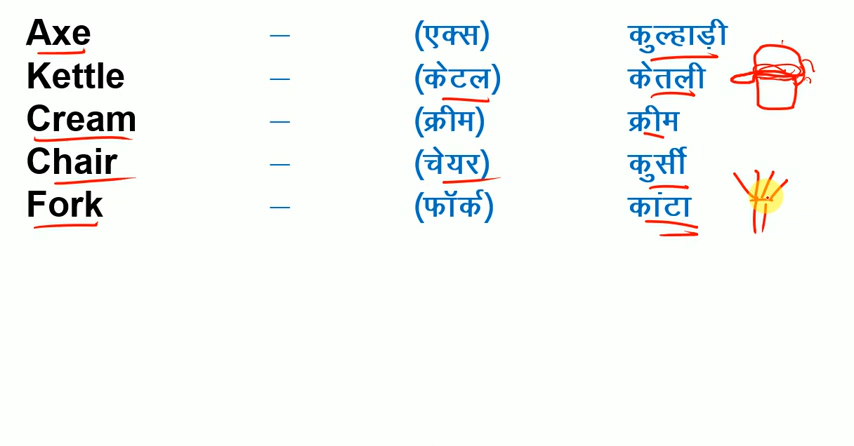 Axe – (एक्स) कुल्हाड़ी
Kettle – (केटल) केतली
Cream – (क्रीम) क्रीम
Chair – (चेयर) कुर्सी
Fork – (फॉर्क) कांटा